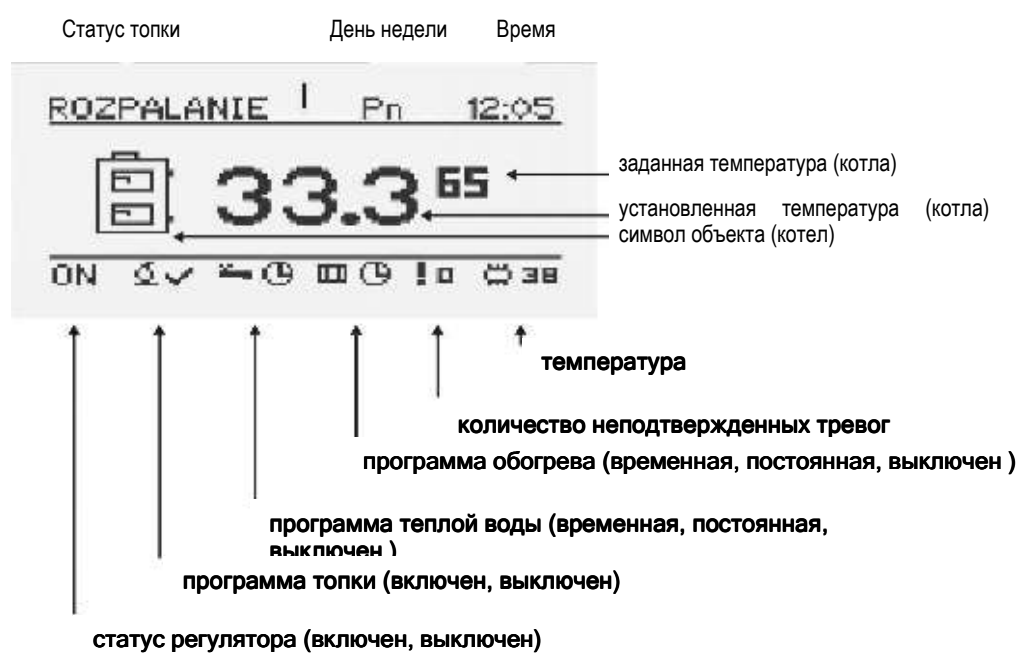 Статус топки День недели Время
ROZPALANIE Pn 12:05
33.3 65
заданная температура (котла)
установленная температура (котла)
символ объекта (котел)
ON ! 0 38
температура
количество неподтвержденных тревог
программа обогрева (временная, постоянная, выключен )
программа теплой воды (временная, постоянная,
выключен )
программа топки (включен, выключен)
статус регулятора (включен, выключен)